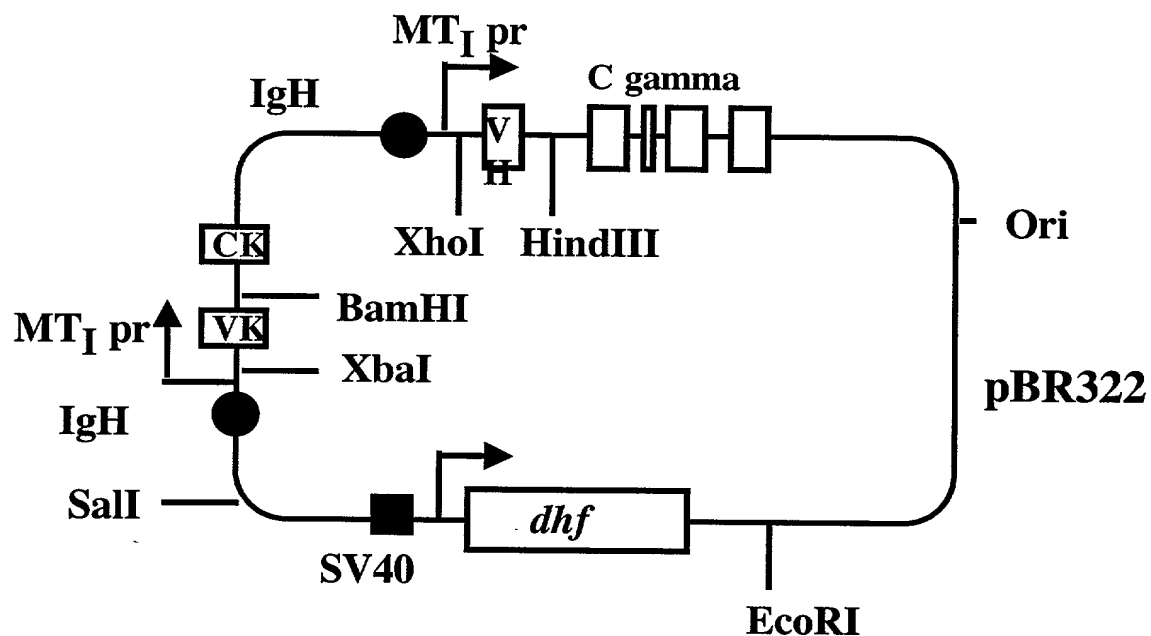 MTI pr
C gamma
IgH
V
H
XhoI
HindIII
Ori
CK
BamHI
MTI pr
VK
XbaI
pBR322
IgH
SalI
dhf
SV40
EcoRI